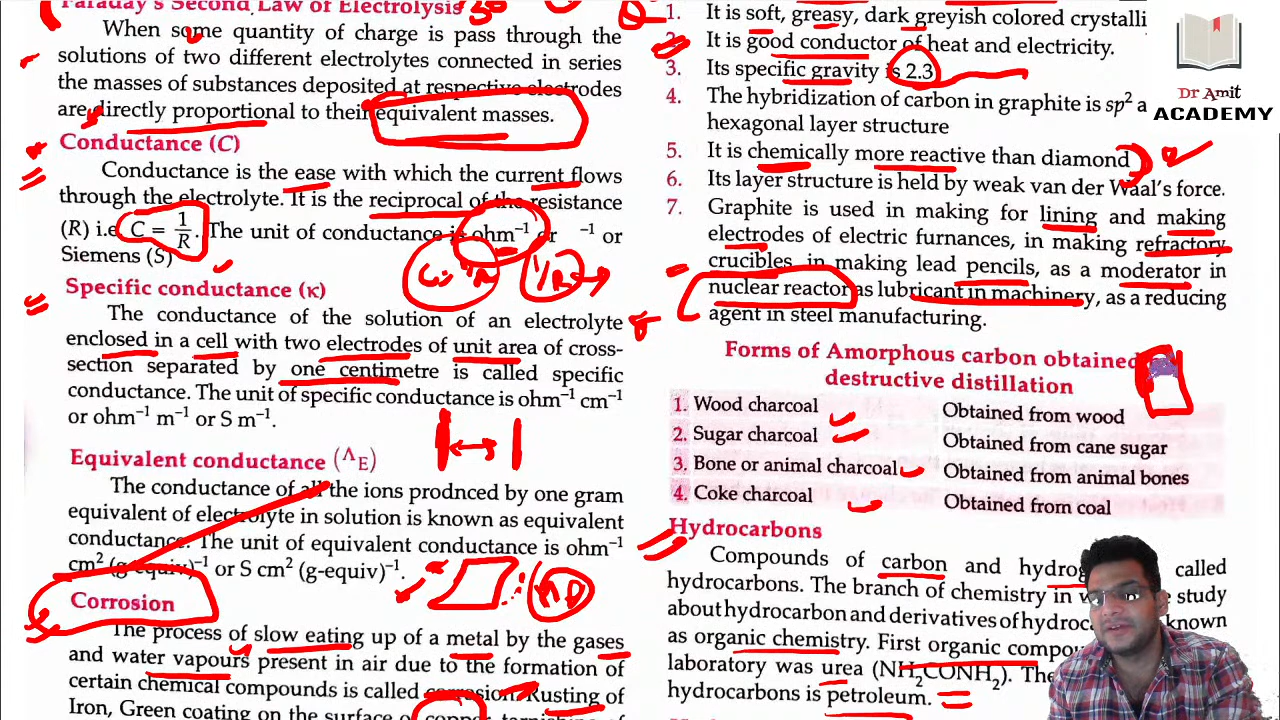 Faraday's Second Law of Electrolysis
When some quantity of charge is pass through the
solutions of two different electrolytes connected in series
the masses of substances deposited at respective electrodes
are directly proportional to their equivalent masses.
Conductance (C)
Conductance is the ease with which the current flows
through the electrolyte. It is the reciprocal of the resistance
(R) i.e. C = 1/R. The unit of conductance is ohm⁻¹ or ⁻¹ or
Siemens (S)
Specific conductance (κ)
The conductance of the solution of an electrolyte
enclosed in a cell with two electrodes of unit area of cross-
section separated by one centimetre is called specific
conductance. The unit of specific conductance is ohm⁻¹ cm⁻¹
or ohm⁻¹ m⁻¹ or S m⁻¹.
Equivalent conductance (ΛE)
The conductance of all the ions prodnced by one gram
equivalent of electrolyte in solution is known as equivalent
conductance. The unit of equivalent conductance is ohm⁻¹
cm² (g-equiv)⁻¹ or S cm² (g-equiv)⁻¹.
Corrosion
The process of slow eating up of a metal by the gases
and water vapours present in air due to the formation of
certain chemical compounds is called corrosion. Rusting of
Iron, Green coating on the surface of copper, tarnishing of
1. It is soft, greasy, dark greyish colored crystalli
2. It is good conductor of heat and electricity.
3. Its specific gravity is 2.3
4. The hybridization of carbon in graphite is sp² a
hexagonal layer structure
5. It is chemically more reactive than diamond
6. Its layer structure is held by weak van der Waal's force.
7. Graphite is used in making for lining and making
electrodes of electric furnances, in making refractory
crucibles, in making lead pencils, as a moderator in
nuclear reactor as lubricant in machinery, as a reducing
agent in steel manufacturing.
Forms of Amorphous carbon obtained
destructive distillation
1. Wood charcoal Obtained from wood
2. Sugar charcoal Obtained from cane sugar
3. Bone or animal charcoal Obtained from animal bones
4. Coke charcoal Obtained from coal
Hydrocarbons
Compounds of carbon and hydrog called
hydrocarbons. The branch of chemistry in w study
about hydrocarbon and derivatives of hydroc known
as organic chemistry. First organic compou
laboratory was urea (NH₂CONH₂). The
hydrocarbons is petroleum.
Dr Amit
ACADEMY